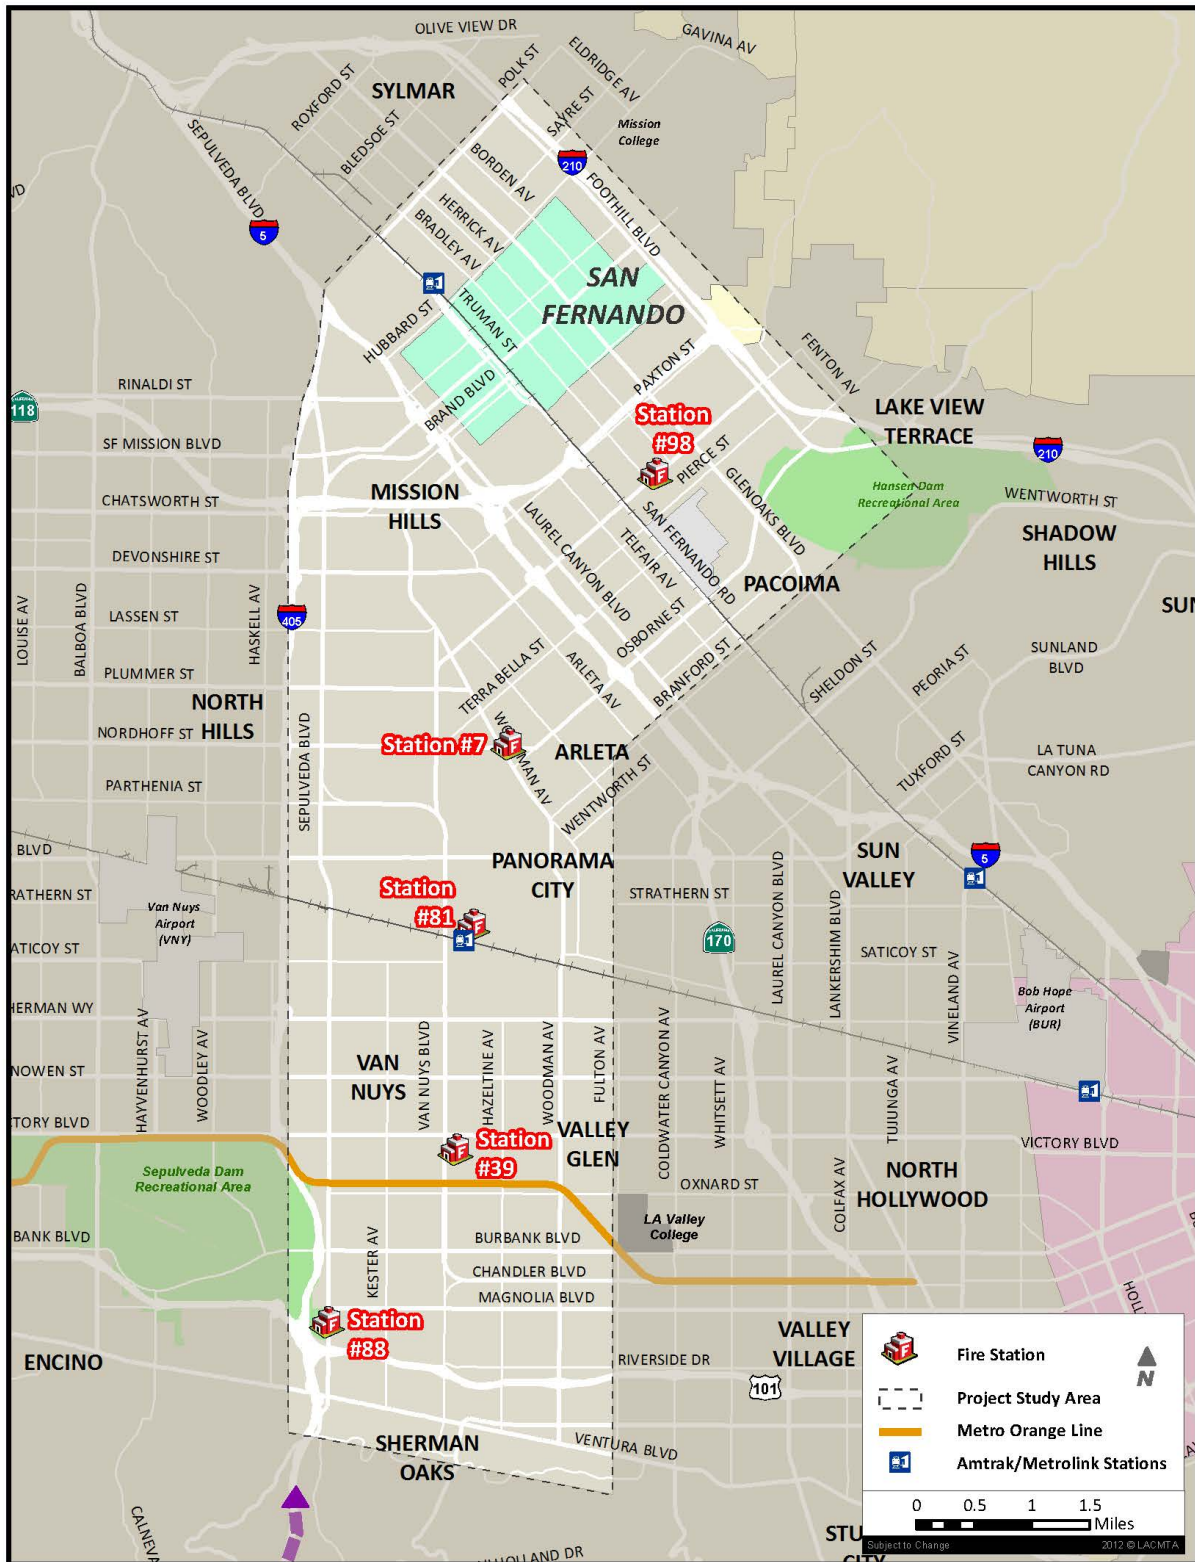 OLIVE VIEW DR
GAVINA AV
POLK ST
ELDRIDGE AV
ROXFORD ST
SYLMAR
SAYRE ST
BLEDSOE ST
Mission
College
SEPULVEDA BLVD
BORDEN AV
210
FOOTHILL BLVD
VD
HERRICK AV
5
BRADLEY AV
SAN
FERNANDO
TRUMAN ST
HUBBARD ST
PAXTON ST
FENTON AV
RINALDI ST
BRAND BLVD
118
LAKE VIEW
TERRACE
Station
#98
SF MISSION BLVD
PIERCE ST
210
MISSION
HILLS
GLENOAKS BLVD
Hansen Dam
Recreational Area
WENTWORTH ST
CHATSWORTH ST
LAUREL CANYON BLVD
SAN FERNANDO RD
SHADOW
HILLS
DEVONSHIRE ST
TELFAIR AV
PACOIMA
LOUISE AV
BALBOA BLVD
HASKELL AV
LASSEN ST
405
OSBORNE ST
SUN
PLUMMER ST
TERRA BELLA ST
ARLETA AV
BRANFORD ST
SHELDON ST
PEORIA ST
SUNLAND
BLVD
NORTH
HILLS
NORDHOFF ST
SEPULVEDA BLVD
Station #7
WOODMAN AV
ARLETA
TUXFORD ST
LA TUNA
CANYON RD
PARTHENIA ST
WENTWORTH ST
BLVD
PANORAMA
CITY
SUN
VALLEY
5
RATHERN ST
Station
#81
STRATHERN ST
LAUREL CANYON BLVD
LANKERSHIM BLVD
Van Nuys
Airport
(VNY)
170
ATICOY ST
SATICOY ST
VINELAND AV
Bob Hope
Airport
(BUR)
HERMAN WY
HAYVENHURST AV
WOODLEY AV
VAN
NUYS
VAN NUYS BLVD
HAZELTINE AV
WOODMAN AV
FULTON AV
COLDWATER CANYON AV
WHITSETT AV
TUJUNGA AV
NOWEN ST
CTORY BLVD
VALLEY
GLEN
VICTORY BLVD
Station
#39
Sepulveda Dam
Recreational Area
OXNARD ST
COLFAX AV
NORTH
HOLLYWOOD
LA Valley
College
BANK BLVD
KESTER AV
BURBANK BLVD
CHANDLER BLVD
MAGNOLIA BLVD
HOLL
Station
#88
ENCINO
VALLEY
VILLAGE
RIVERSIDE DR
101
SHERMAN
OAKS
VENTURA BLVD
CALNEVA
MULHOLLAND DR
STU
CITY
Fire Station
N
Project Study Area
Metro Orange Line
Amtrak/Metrolink Stations
0 0.5 1 1.5
Miles
Subject to Change
2012 © LACMTA